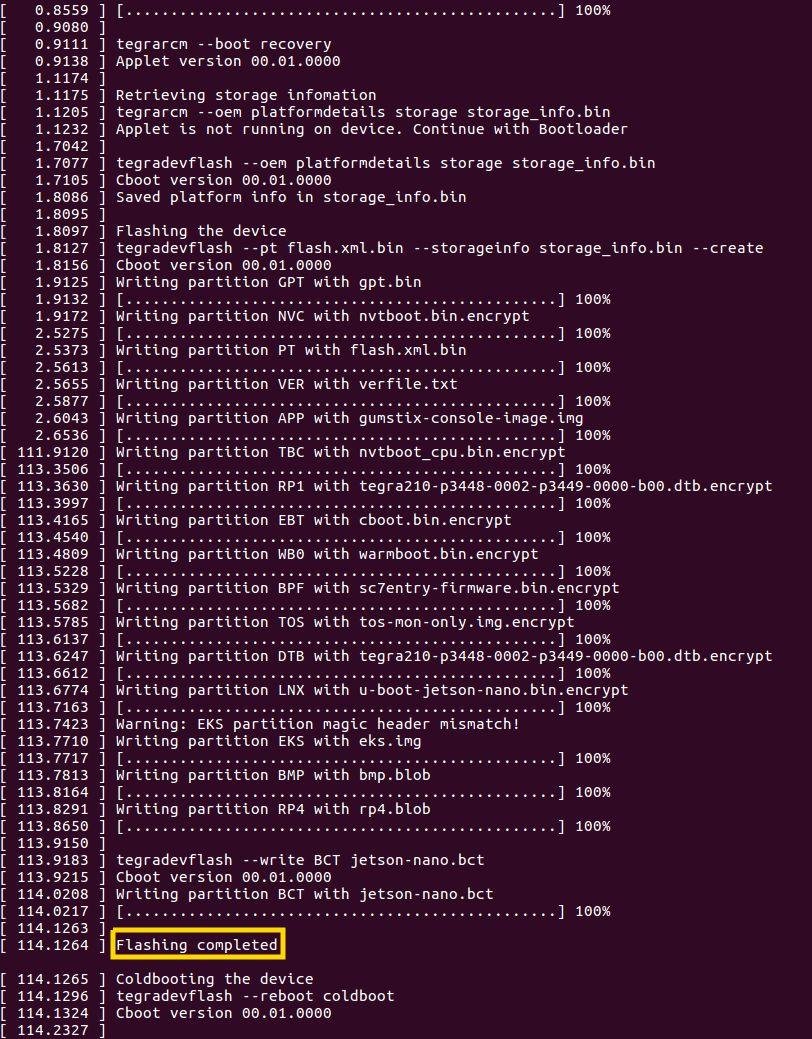 [   0.8559 ] [................................................] 100%
[   0.9080 ]
[   0.9111 ] tegrarcm --boot recovery
[   0.9138 ] Applet version 00.01.0000
[   1.1174 ]
[   1.1175 ] Retrieving storage infomation
[   1.1205 ] tegrarcm --oem platformdetails storage storage_info.bin
[   1.1232 ] Applet is not running on device. Continue with Bootloader
[   1.7042 ]
[   1.7077 ] tegradevflash --oem platformdetails storage storage_info.bin
[   1.7105 ] Cboot version 00.01.0000
[   1.8086 ] Saved platform info in storage_info.bin
[   1.8095 ]
[   1.8097 ] Flashing the device
[   1.8127 ] tegradevflash --pt flash.xml.bin --storageinfo storage_info.bin --create
[   1.8156 ] Cboot version 00.01.0000
[   1.9125 ] Writing partition GPT with gpt.bin
[   1.9132 ] [................................................] 100%
[   1.9172 ] Writing partition NVC with nvtboot.bin.encrypt
[   2.5275 ] [................................................] 100%
[   2.5373 ] Writing partition PT with flash.xml.bin
[   2.5613 ] [................................................] 100%
[   2.5655 ] Writing partition VER with verfile.txt
[   2.5877 ] [................................................] 100%
[   2.6043 ] Writing partition APP with gumstix-console-image.img
[   2.6536 ] [................................................] 100%
[ 111.9120 ] Writing partition TBC with nvtboot_cpu.bin.encrypt
[ 113.3506 ] [................................................] 100%
[ 113.3630 ] Writing partition RP1 with tegra210-p3448-0002-p3449-0000-b00.dtb.encrypt
[ 113.3997 ] [................................................] 100%
[ 113.4165 ] Writing partition EBT with cboot.bin.encrypt
[ 113.4540 ] [................................................] 100%
[ 113.4809 ] Writing partition WB0 with warmboot.bin.encrypt
[ 113.5228 ] [................................................] 100%
[ 113.5329 ] Writing partition BPF with sc7entry-firmware.bin.encrypt
[ 113.5682 ] [................................................] 100%
[ 113.5785 ] Writing partition TOS with tos-mon-only.img.encrypt
[ 113.6137 ] [................................................] 100%
[ 113.6247 ] Writing partition DTB with tegra210-p3448-0002-p3449-0000-b00.dtb.encrypt
[ 113.6612 ] [................................................] 100%
[ 113.6774 ] Writing partition LNX with u-boot-jetson-nano.bin.encrypt
[ 113.7163 ] [................................................] 100%
[ 113.7423 ] Warning: EKS partition magic header mismatch!
[ 113.7710 ] Writing partition EKS with eks.img
[ 113.7717 ] [................................................] 100%
[ 113.7813 ] Writing partition BMP with bmp.blob
[ 113.8164 ] [................................................] 100%
[ 113.8291 ] Writing partition RP4 with rp4.blob
[ 113.8650 ] [................................................] 100%
[ 113.9150 ]
[ 113.9183 ] tegradevflash --write BCT jetson-nano.bct
[ 113.9215 ] Cboot version 00.01.0000
[ 114.0208 ] Writing partition BCT with jetson-nano.bct
[ 114.0217 ] [................................................] 100%
[ 114.1263 ]
[ 114.1264 ] Flashing completed
[ 114.1265 ] Coldbooting the device
[ 114.1296 ] tegradevflash --reboot coldboot
[ 114.1324 ] Cboot version 00.01.0000
[ 114.2327 ]